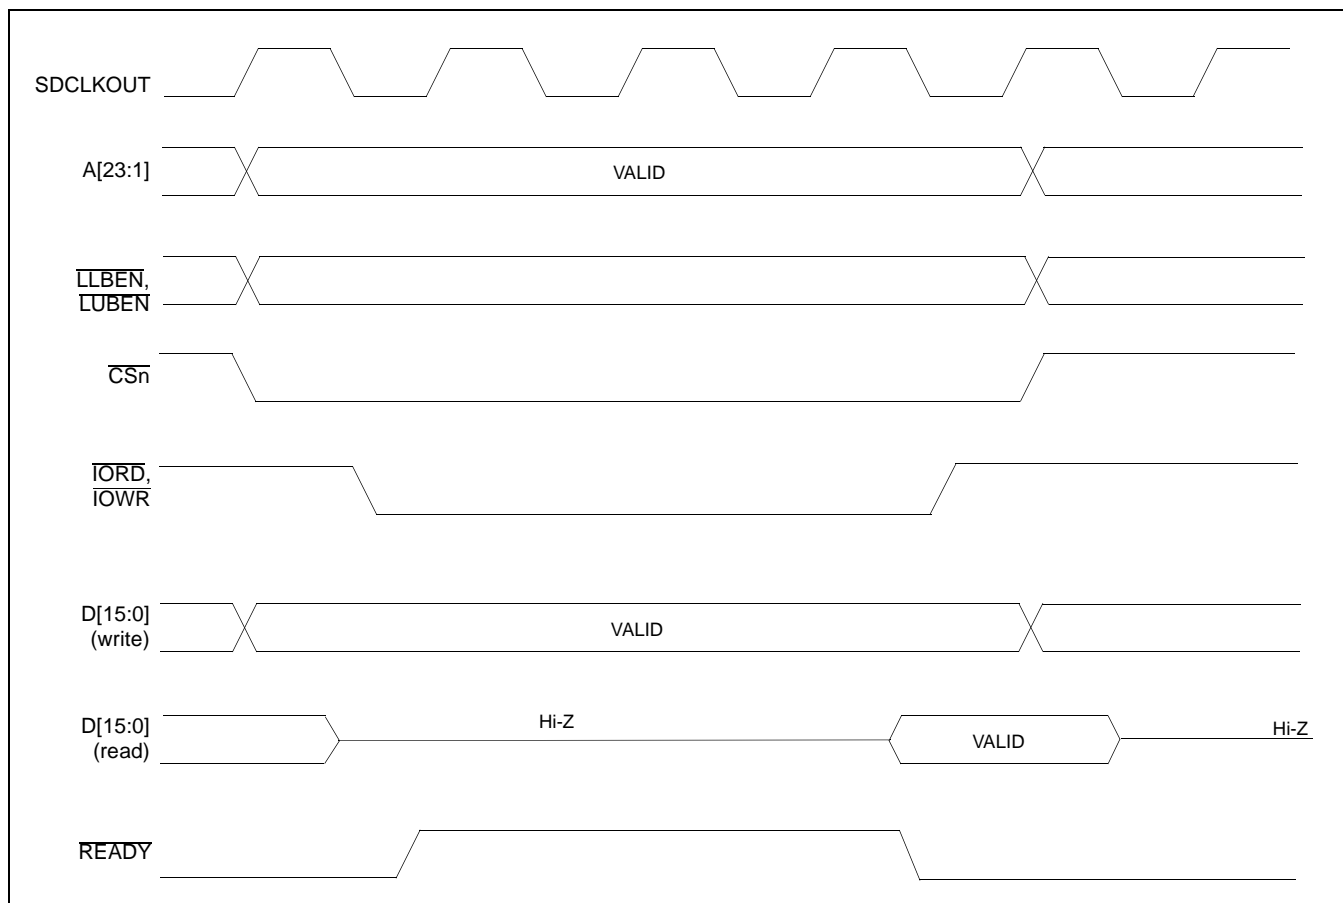 SDCLKOUT
A[23:1]
VALID
LLBEN,
LUBEN
CSn
IORD,
IOWR
D[15:0]
(write)
VALID
D[15:0]
(read)
Hi-Z
VALID
Hi-Z
READY